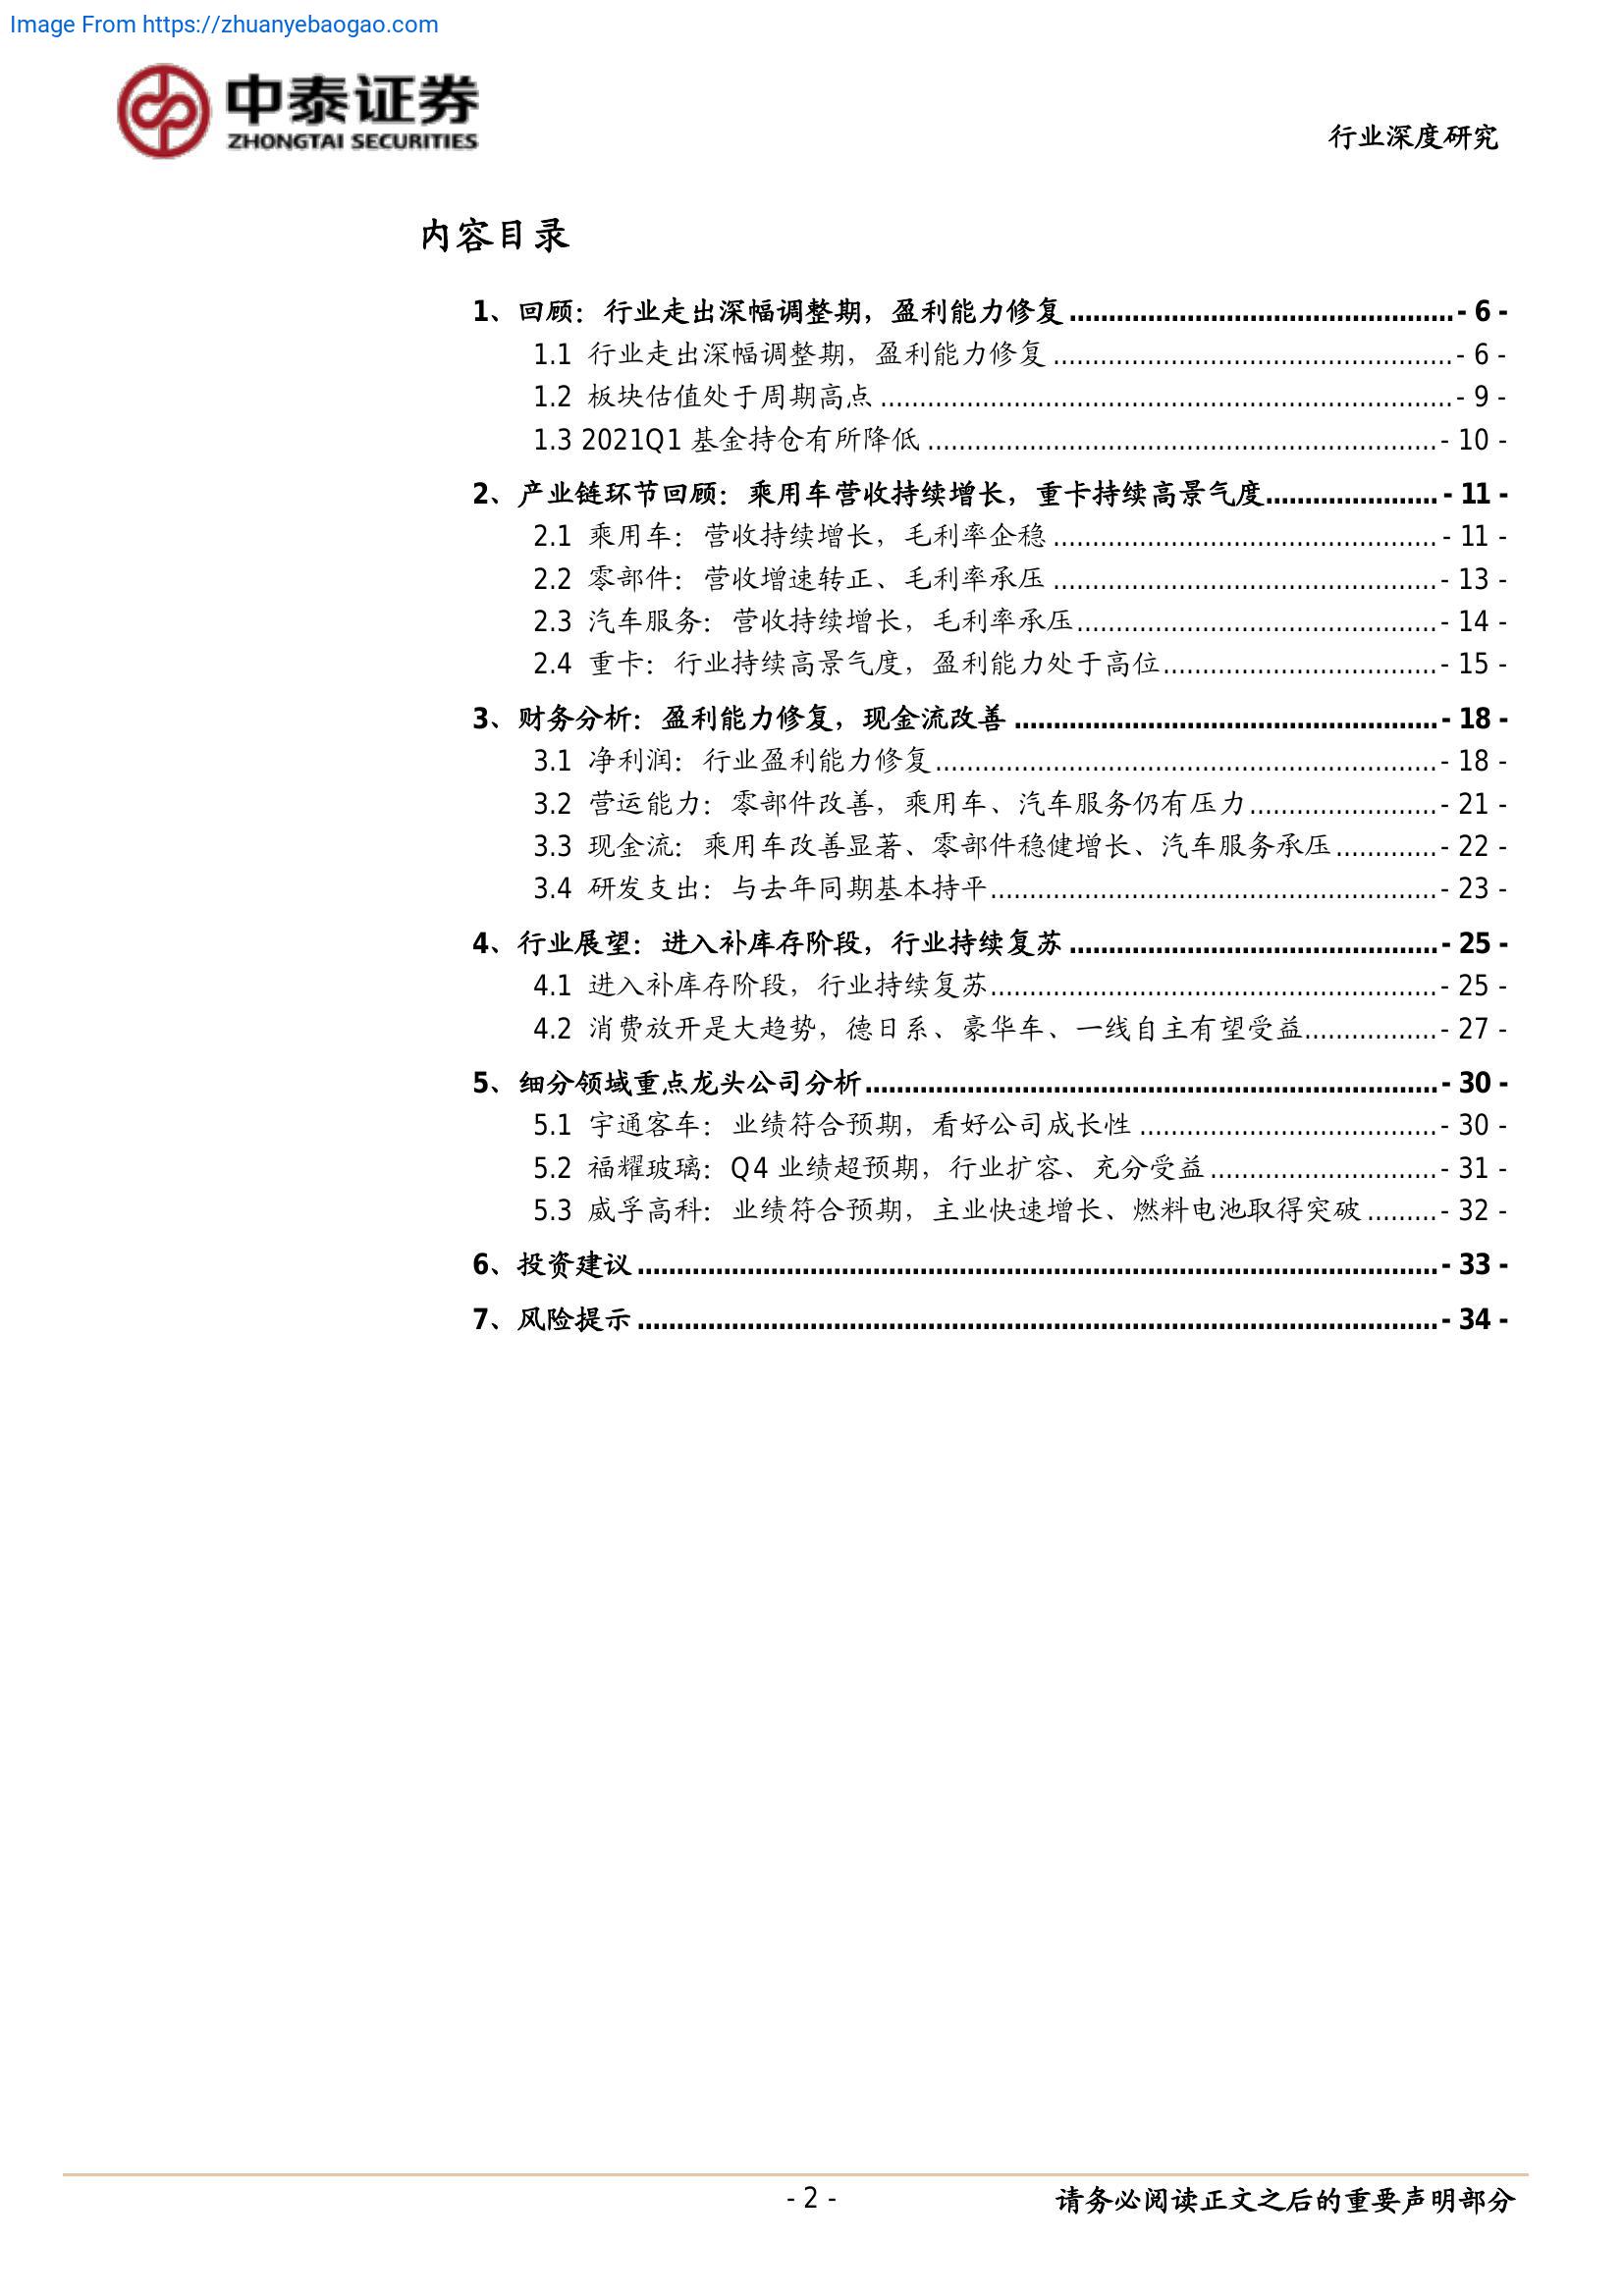 Image From https://zhuanyebaogao.com
中泰证券
ZHONGTAI SECURITIES
行业深度研究
内容目录
1、回顾：行业走出深幅调整期，盈利能力修复 ................................................ - 6 -
1.1 行业走出深幅调整期，盈利能力修复 .................................................. - 6 -
1.2 板块估值处于周期高点 ........................................................................ - 9 -
1.3 2021Q1 基金持仓有所降低 ................................................................ - 10 -
2、产业链环节回顾：乘用车营收持续增长，重卡持续高景气度...................... - 11 -
2.1 乘用车：营收持续增长，毛利率企稳 ................................................ - 11 -
2.2 零部件：营收增速转正、毛利率承压 ................................................ - 13 -
2.3 汽车服务：营收持续增长，毛利率承压............................................. - 14 -
2.4 重卡：行业持续高景气度，盈利能力处于高位.................................. - 15 -
3、财务分析：盈利能力修复，现金流改善 ..................................................... - 18 -
3.1 净利润：行业盈利能力修复............................................................... - 18 -
3.2 营运能力：零部件改善，乘用车、汽车服务仍有压力....................... - 21 -
3.3 现金流：乘用车改善显著、零部件稳健增长、汽车服务承压............. - 22 -
3.4 研发支出：与去年同期基本持平........................................................ - 23 -
4、行业展望：进入补库存阶段，行业持续复苏 .............................................. - 25 -
4.1 进入补库存阶段，行业持续复苏........................................................ - 25 -
4.2 消费放开是大趋势，德日系、豪华车、一线自主有望受益................. - 27 -
5、细分领域重点龙头公司分析........................................................................ - 30 -
5.1 宇通客车：业绩符合预期，看好公司成长性 ..................................... - 30 -
5.2 福耀玻璃：Q4 业绩超预期，行业扩容、充分受益 ............................ - 31 -
5.3 威孚高科：业绩符合预期，主业快速增长、燃料电池取得突破 ......... - 32 -
6、投资建议 .................................................................................................... - 33 -
7、风险提示 .................................................................................................... - 34 -
- 2 -
请务必阅读正文之后的重要声明部分